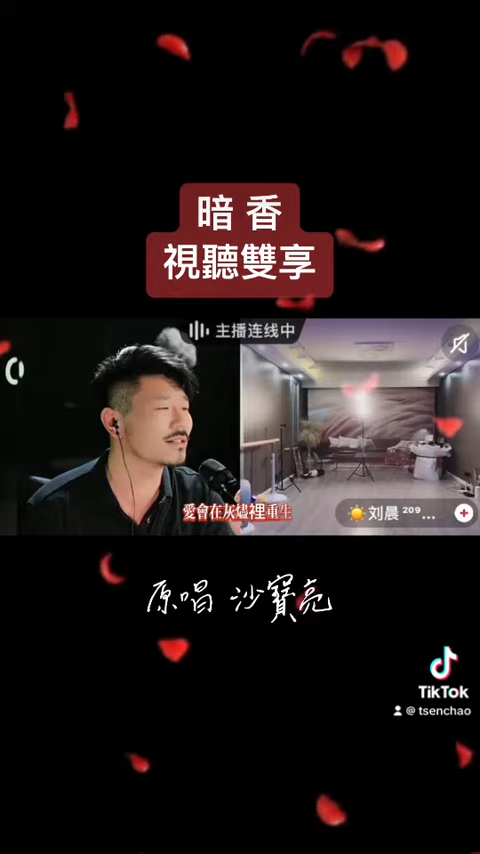 暗 香
視聽雙享
主播连线中
愛會在灰燼裡重生
刘晨 209...
原唱 沙寶亮
TikTok
@ tsenchao